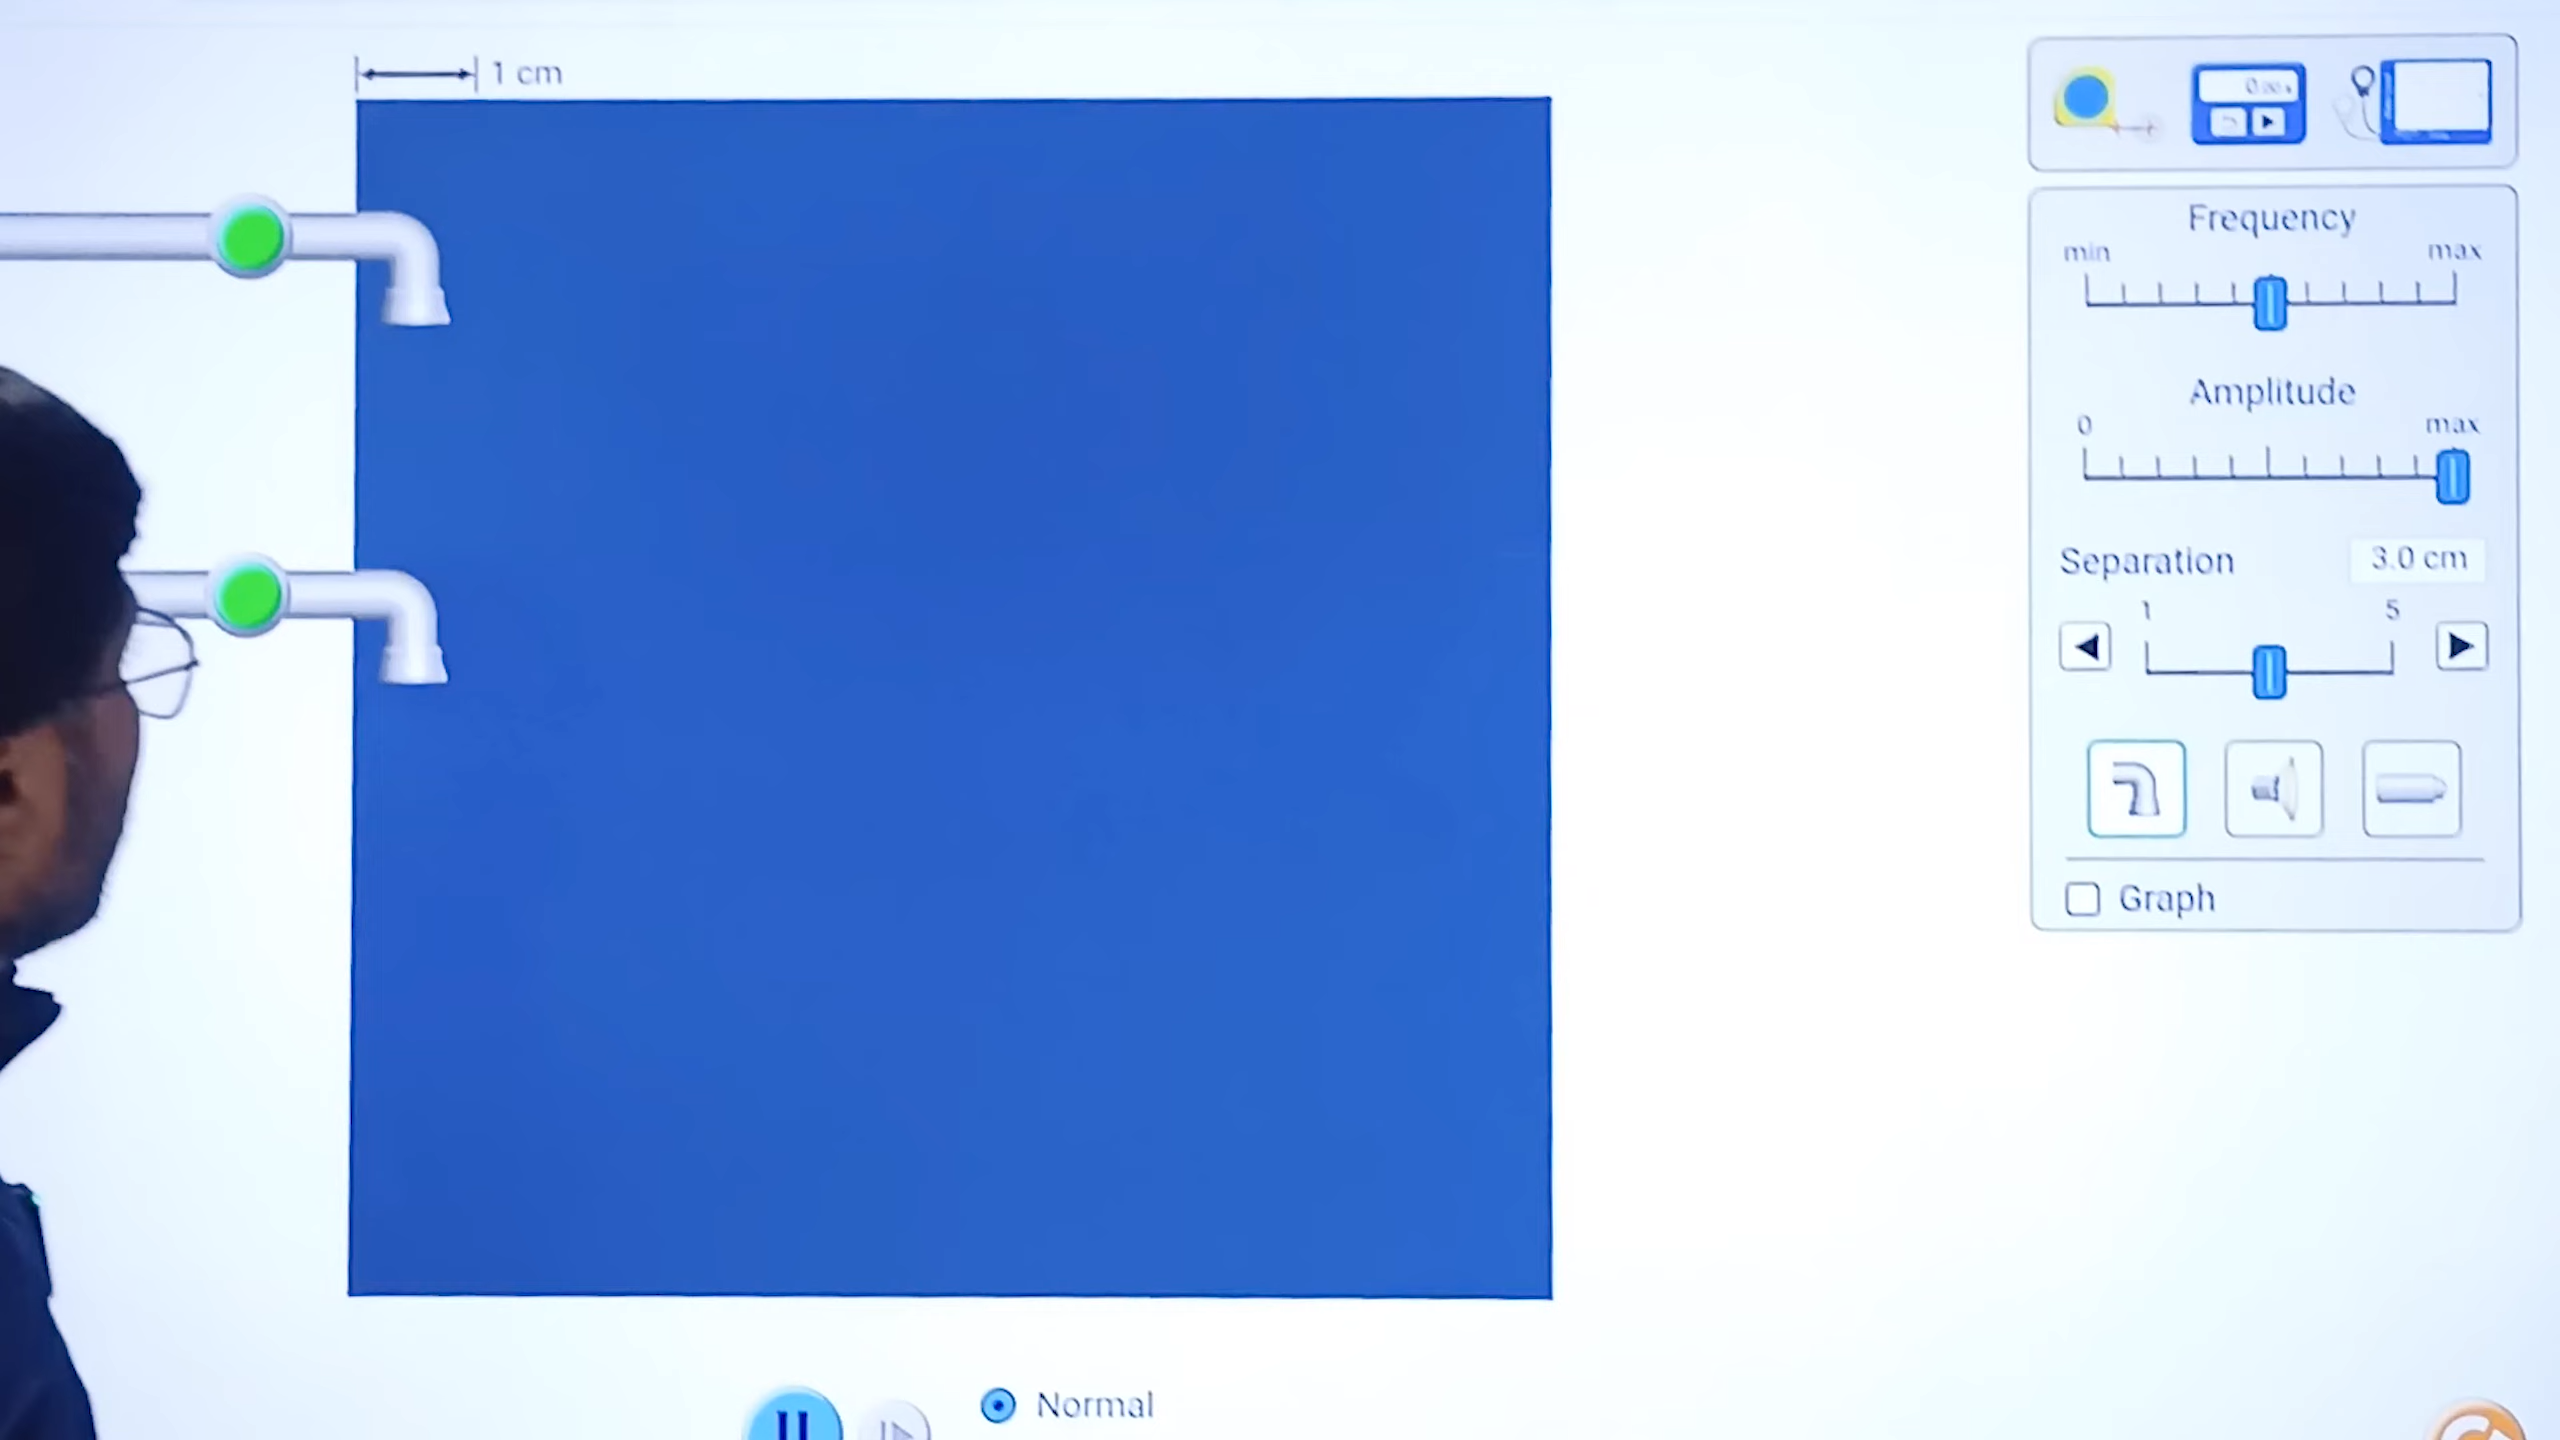 1 cm
Frequency
min max
Amplitude
0 max
Separation 3.0 cm
1 5
Graph
Normal